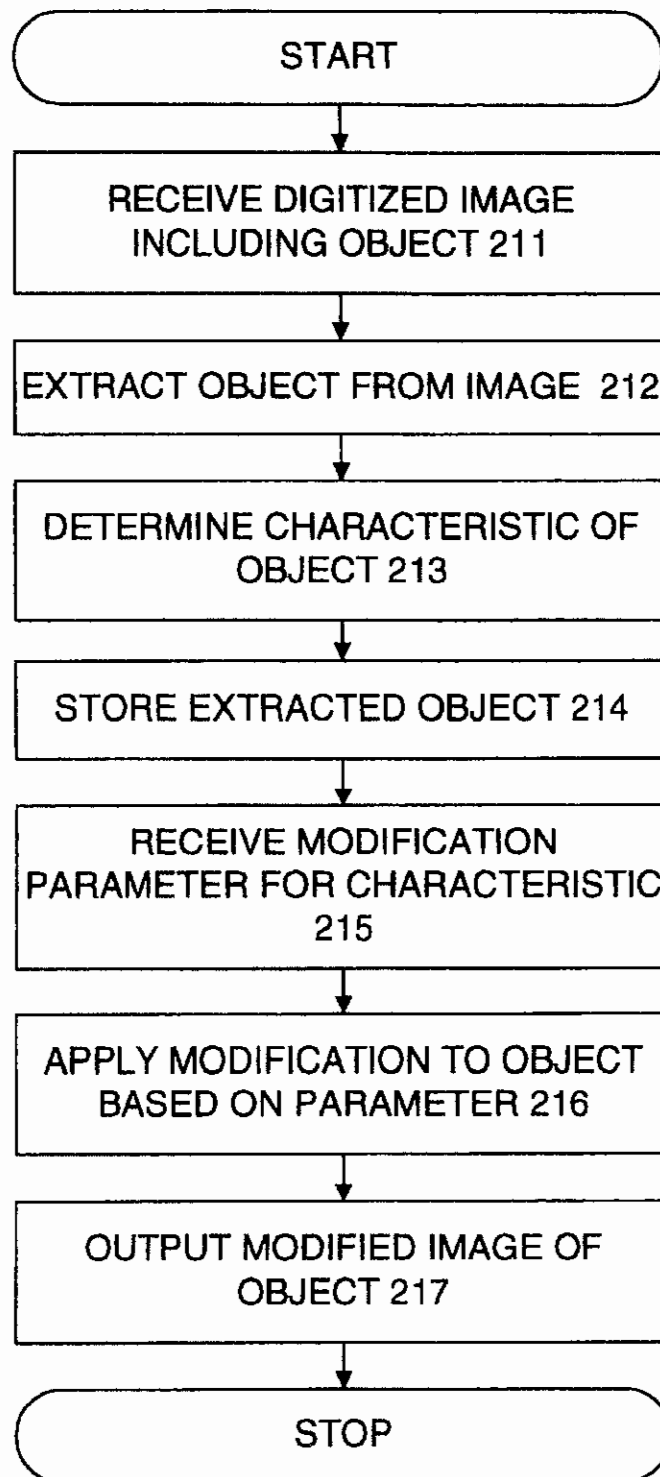 START
RECEIVE DIGITIZED IMAGE
INCLUDING OBJECT 211
EXTRACT OBJECT FROM IMAGE 212
DETERMINE CHARACTERISTIC OF
OBJECT 213
STORE EXTRACTED OBJECT 214
RECEIVE MODIFICATION
PARAMETER FOR CHARACTERISTIC
215
APPLY MODIFICATION TO OBJECT
BASED ON PARAMETER 216
OUTPUT MODIFIED IMAGE OF
OBJECT 217
STOP